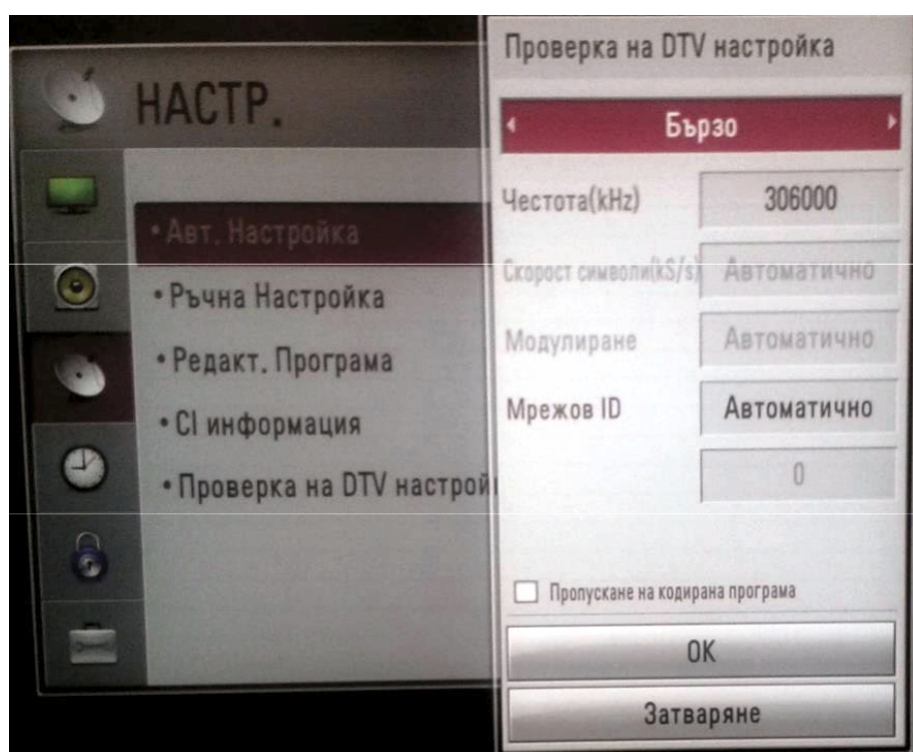 НАСТР.
• Авт. Настройка
• Ръчна Настройка
• Редакт. Програма
• CI информация
• Проверка на DTV настрой
Проверка на DTV настройка
Бързо
Честота(kHz) 306000
Скорост символи(kS/s) Автоматично
Модулиране Автоматично
Мрежов ID Автоматично
0
Пропускане на кодирана програма
OK
Затваряне